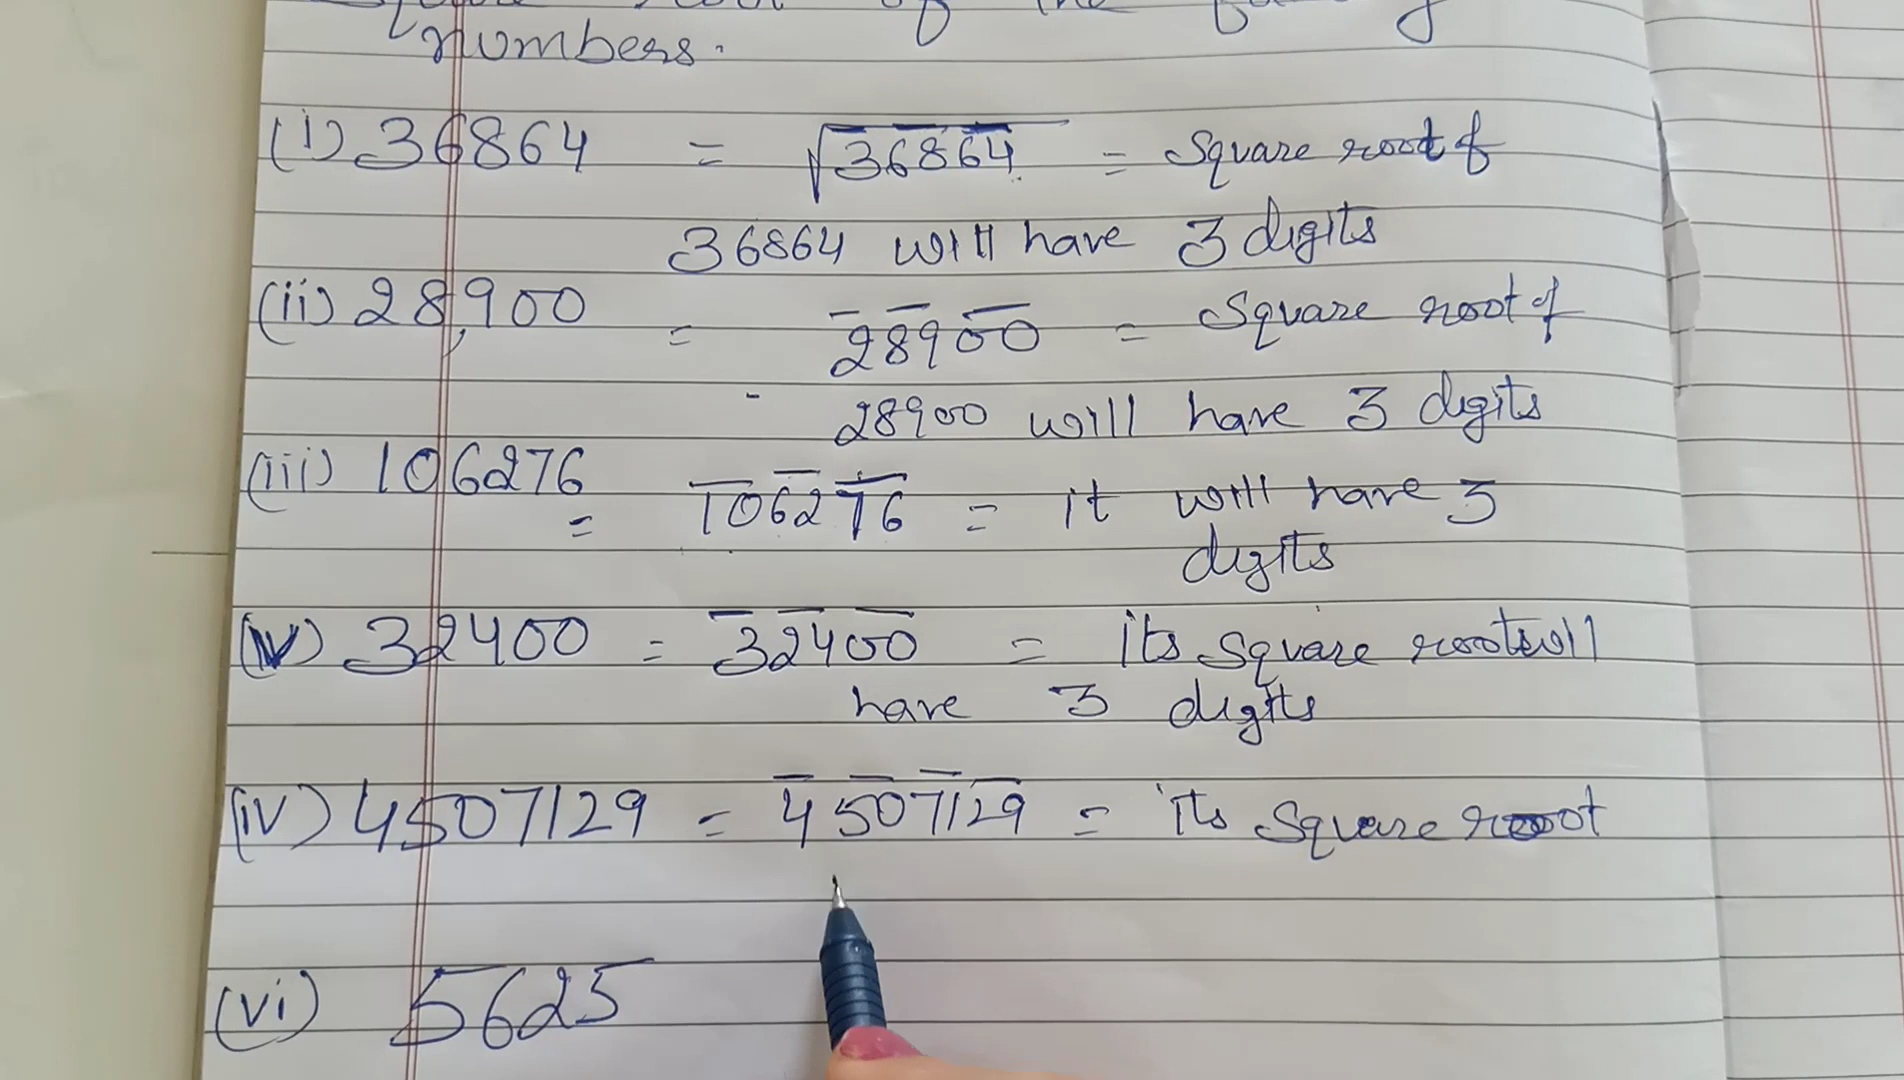 numbers.
(i) 36864 = √36864 = Square root of
36864 will have 3 digits
(ii) 28,900 = 28900 = Square root of
28900 will have 3 digits
(iii) 106276 = 106276 = it will have 3
digits
(iv) 32400 = 32400 = its square root will
have 3 digits
(iv) 4507129 = 4507129 = its square root
(vi) 5625